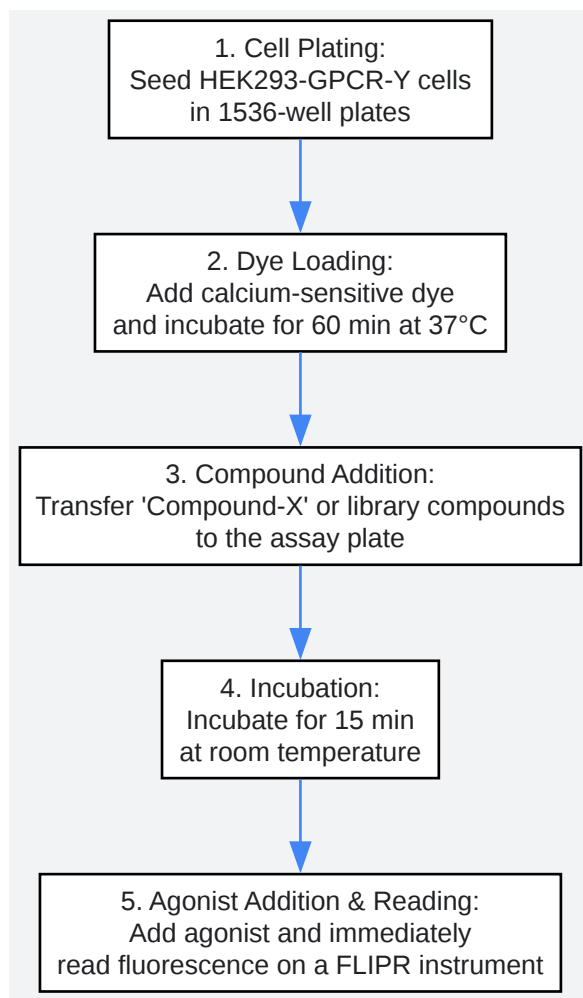 1. Cell Plating:
Seed HEK293-GPCR-Y cells
in 1536-well plates
2. Dye Loading:
Add calcium-sensitive dye
and incubate for 60 min at 37°C
3. Compound Addition:
Transfer 'Compound-X' or library compounds
to the assay plate
4. Incubation:
Incubate for 15 min
at room temperature
5. Agonist Addition & Reading:
Add agonist and immediately
read fluorescence on a FLIPR instrument